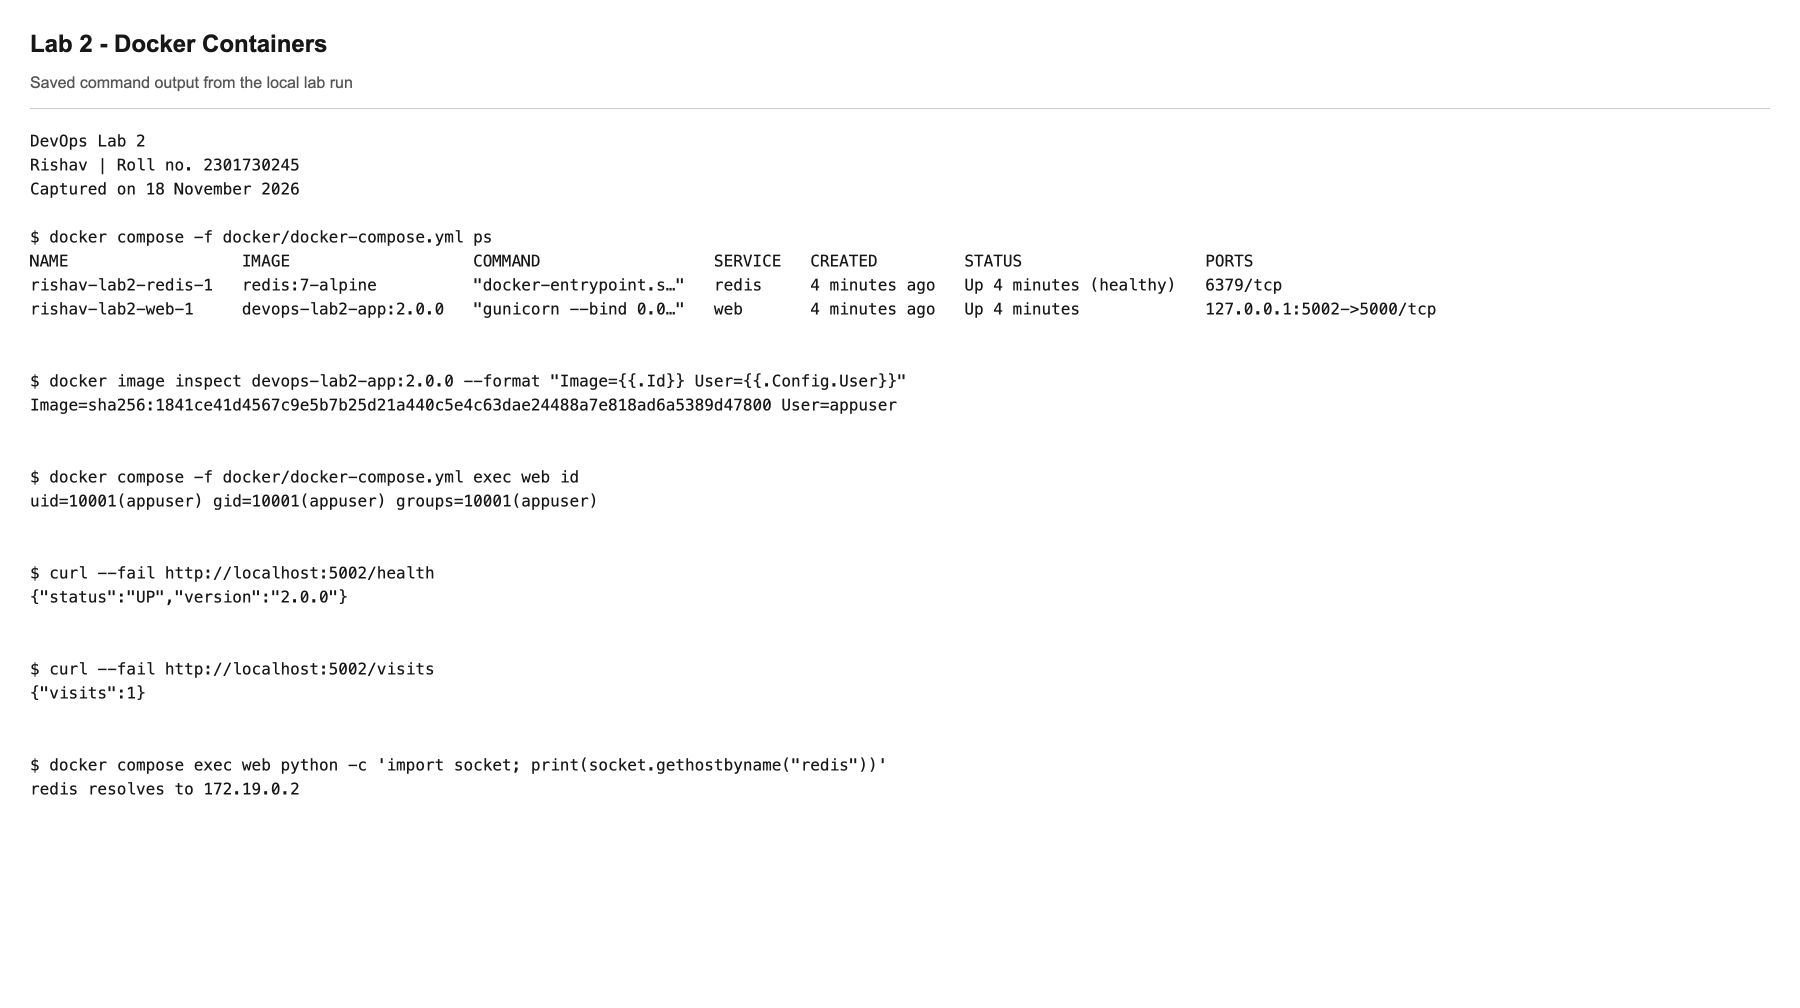 Lab 2 - Docker Containers
Saved command output from the local lab run
DevOps Lab 2
Rishav | Roll no. 2301730245
Captured on 18 November 2026
$ docker compose -f docker/docker-compose.yml ps
NAME                  IMAGE                   COMMAND                  SERVICE   CREATED         STATUS                   PORTS
rishav-lab2-redis-1   redis:7-alpine          "docker-entrypoint.s…"   redis     4 minutes ago   Up 4 minutes (healthy)   6379/tcp
rishav-lab2-web-1     devops-lab2-app:2.0.0   "gunicorn --bind 0.0…"   web       4 minutes ago   Up 4 minutes             127.0.0.1:5002->5000/tcp
$ docker image inspect devops-lab2-app:2.0.0 --format "Image={{.Id}} User={{.Config.User}}"
Image=sha256:1841ce41d4567c9e5b7b25d21a440c5e4c63dae24488a7e818ad6a5389d47800 User=appuser
$ docker compose -f docker/docker-compose.yml exec web id
uid=10001(appuser) gid=10001(appuser) groups=10001(appuser)
$ curl --fail http://localhost:5002/health
{"status":"UP","version":"2.0.0"}
$ curl --fail http://localhost:5002/visits
{"visits":1}
$ docker compose exec web python -c 'import socket; print(socket.gethostbyname("redis"))'
redis resolves to 172.19.0.2